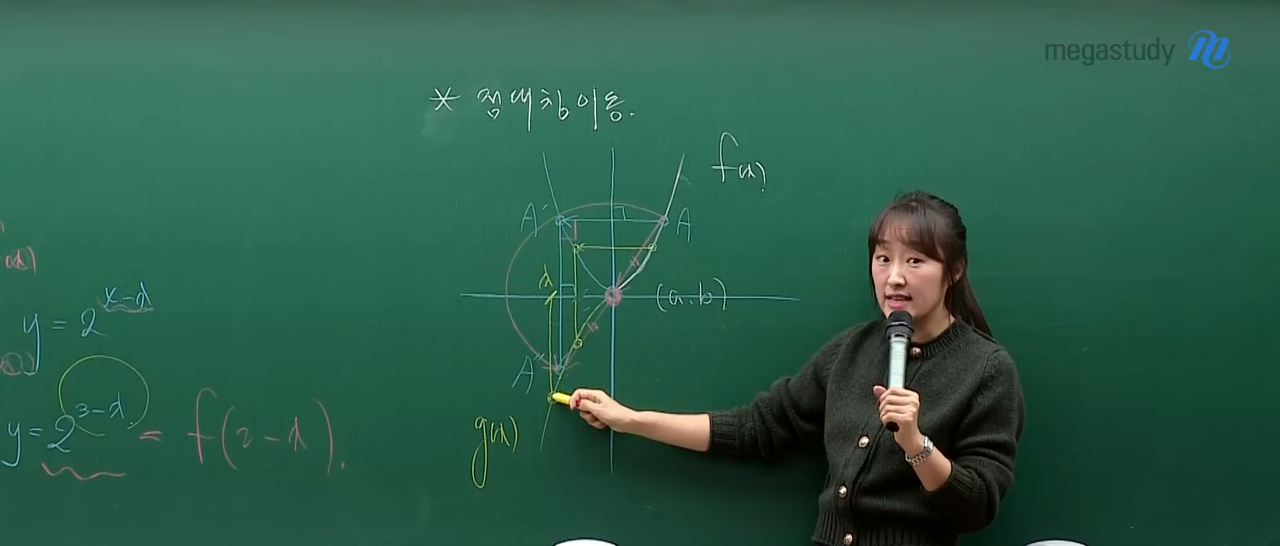 megastudy
* 점대칭이동.
f(x)
A'
A
x
(a.b)
A''
g(x)
y = 2^{x-1}
y = 2^{3-x} = f(2-x).